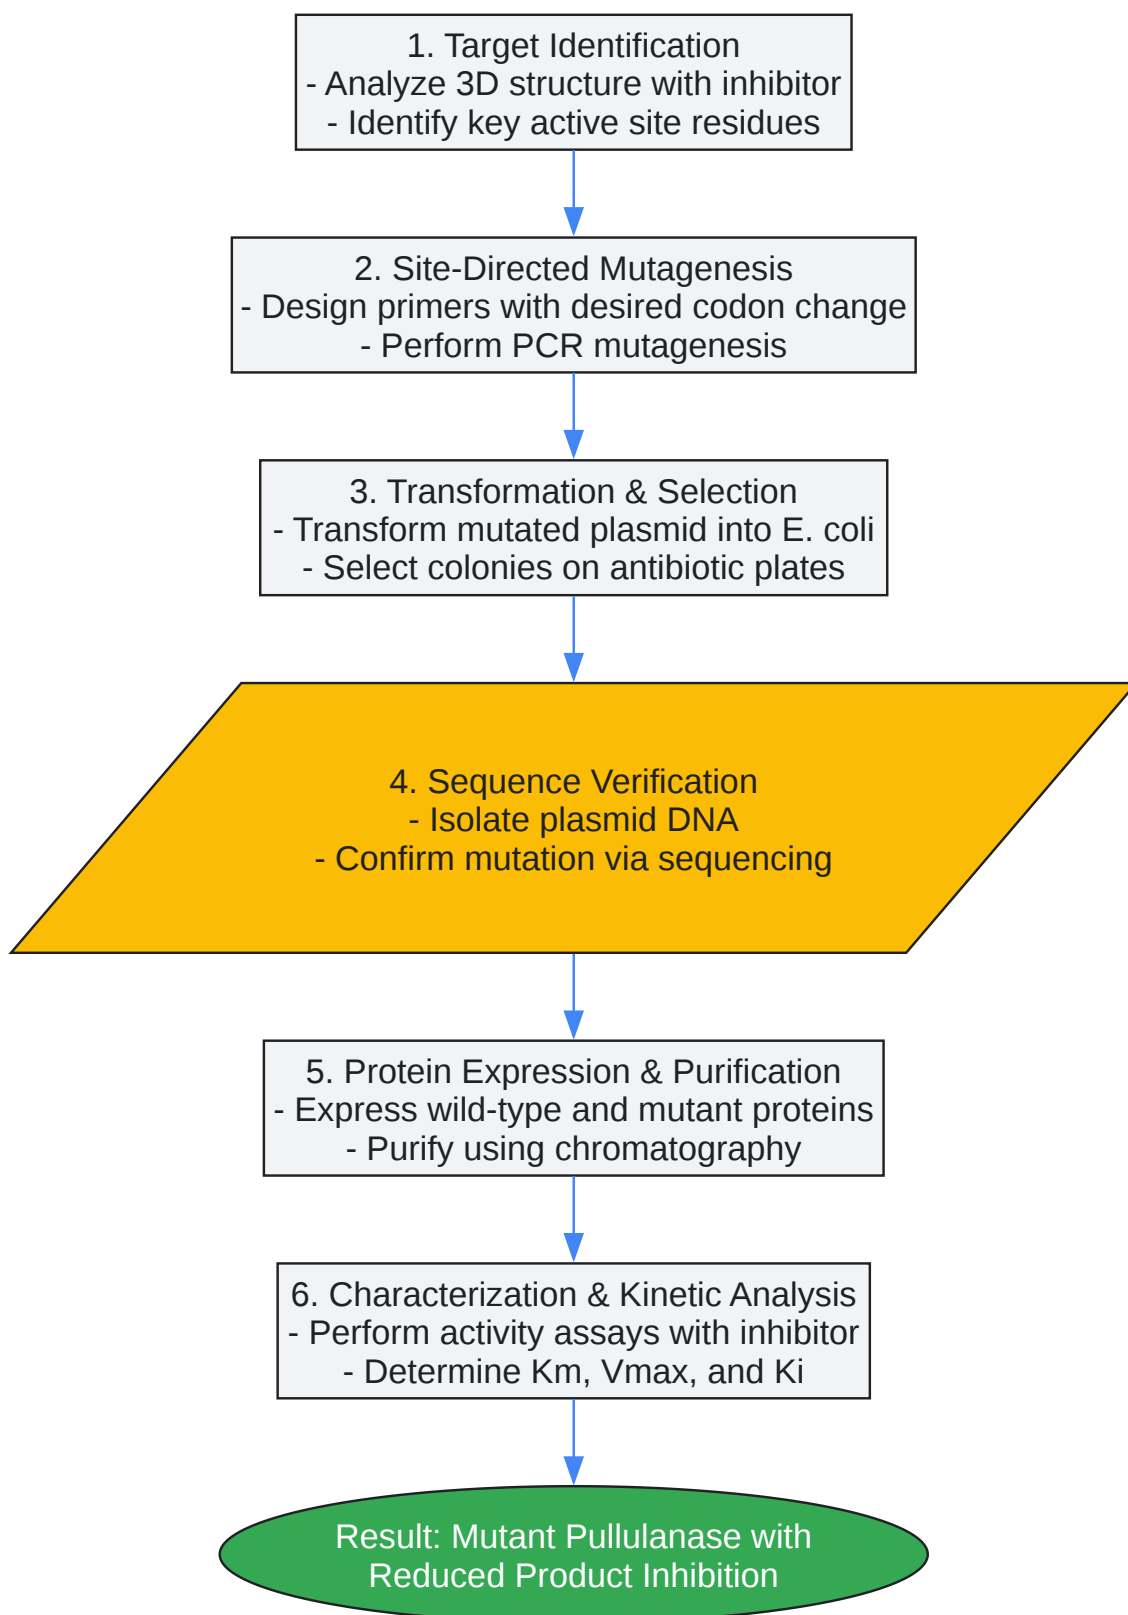 1. Target Identification
- Analyze 3D structure with inhibitor
- Identify key active site residues
2. Site-Directed Mutagenesis
- Design primers with desired codon change
- Perform PCR mutagenesis
3. Transformation & Selection
- Transform mutated plasmid into E. coli
- Select colonies on antibiotic plates
4. Sequence Verification
- Isolate plasmid DNA
- Confirm mutation via sequencing
5. Protein Expression & Purification
- Express wild-type and mutant proteins
- Purify using chromatography
6. Characterization & Kinetic Analysis
- Perform activity assays with inhibitor
- Determine Km, Vmax, and Ki
Result: Mutant Pullulanase with
Reduced Product Inhibition